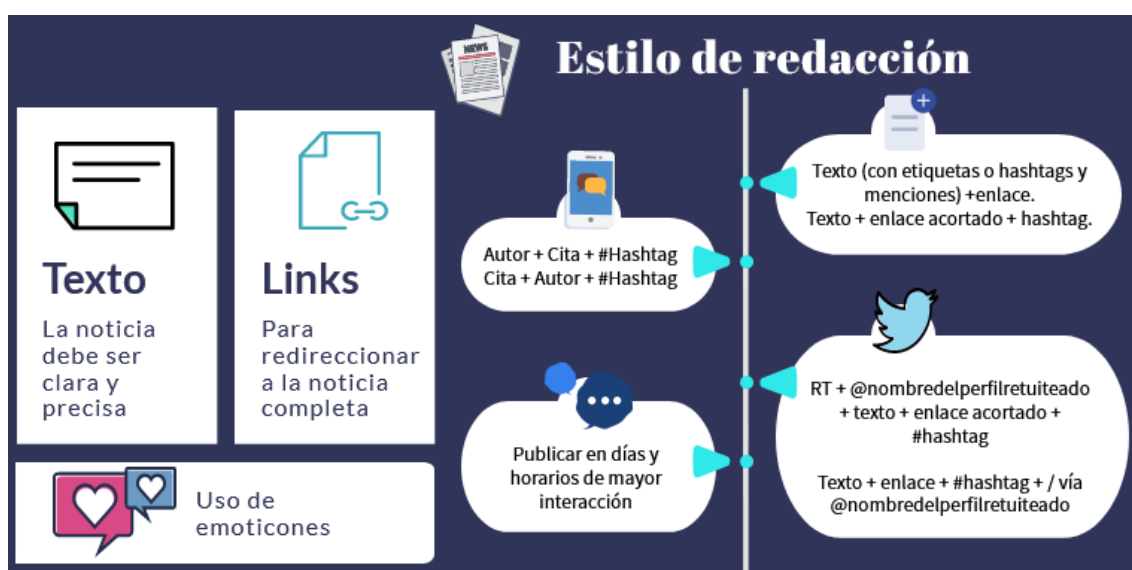 NEWS
Estilo de redacción
Texto
La noticia
debe ser
clara y
precisa
Links
Para
redireccionar
a la noticia
completa
Uso de
emoticones
Texto (con etiquetas o hashtags y
menciones) +enlace.
Texto + enlace acortado + hashtag.
Autor + Cita + #Hashtag
Cita + Autor + #Hashtag
RT + @nombredelperfilretuiteado
+ texto + enlace acortado +
#hashtag
Texto + enlace + #hashtag + / vía
@nombredelperfilretuiteado
Publicar en días y
horarios de mayor
interacción